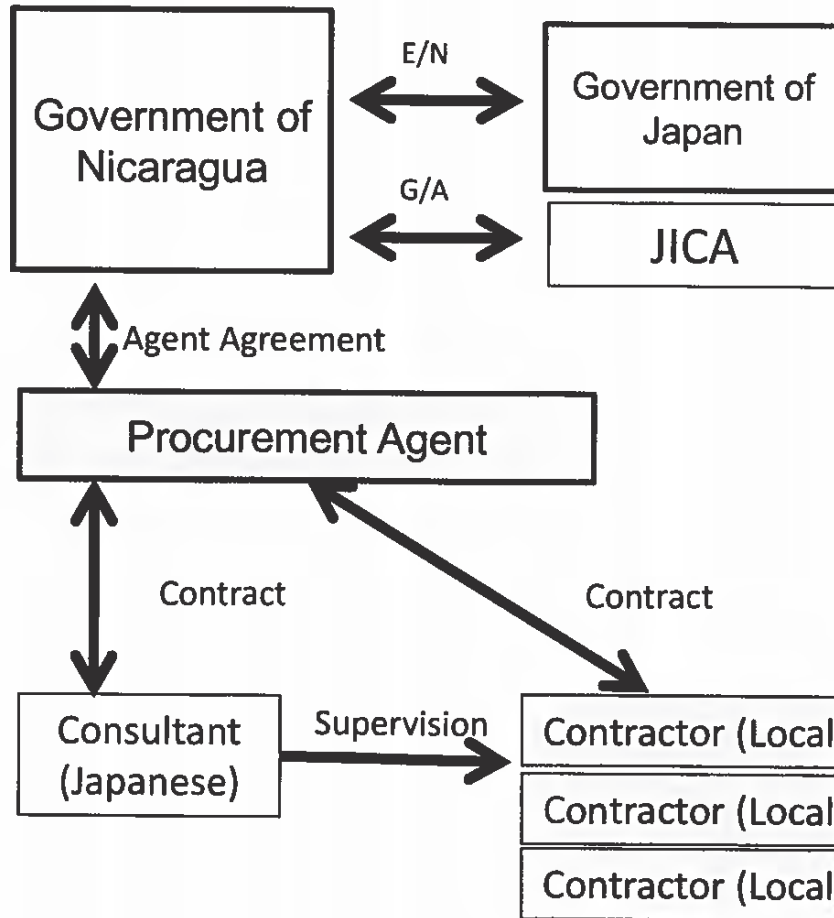 E/N
Government of
Nicaragua
Government of
Japan
G/A
JICA
Agent Agreement
Procurement Agent
Contract
Contract
Consultant
(Japanese)
Supervision
Contractor (Local
Contractor (Local
Contractor (Local